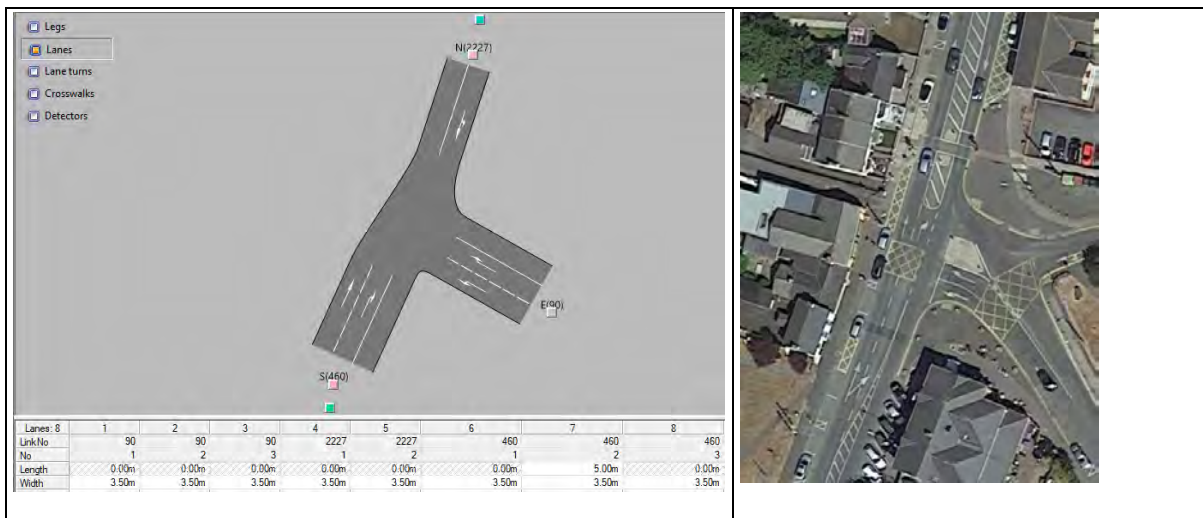 Legs
Lanes
Lane turns
Crosswalks
Detectors
N(2227)
E(90)
S(460)
Lanes: 8 1 2 3 4 5 6 7 8
LinkNo 90 90 90 2227 2227 460 460 460
No 1 2 3 1 2 1 2 3
Length 0.00m 0.00m 0.00m 0.00m 0.00m 0.00m 5.00m 0.00m
Width 3.50m 3.50m 3.50m 3.50m 3.50m 3.50m 3.50m 3.50m